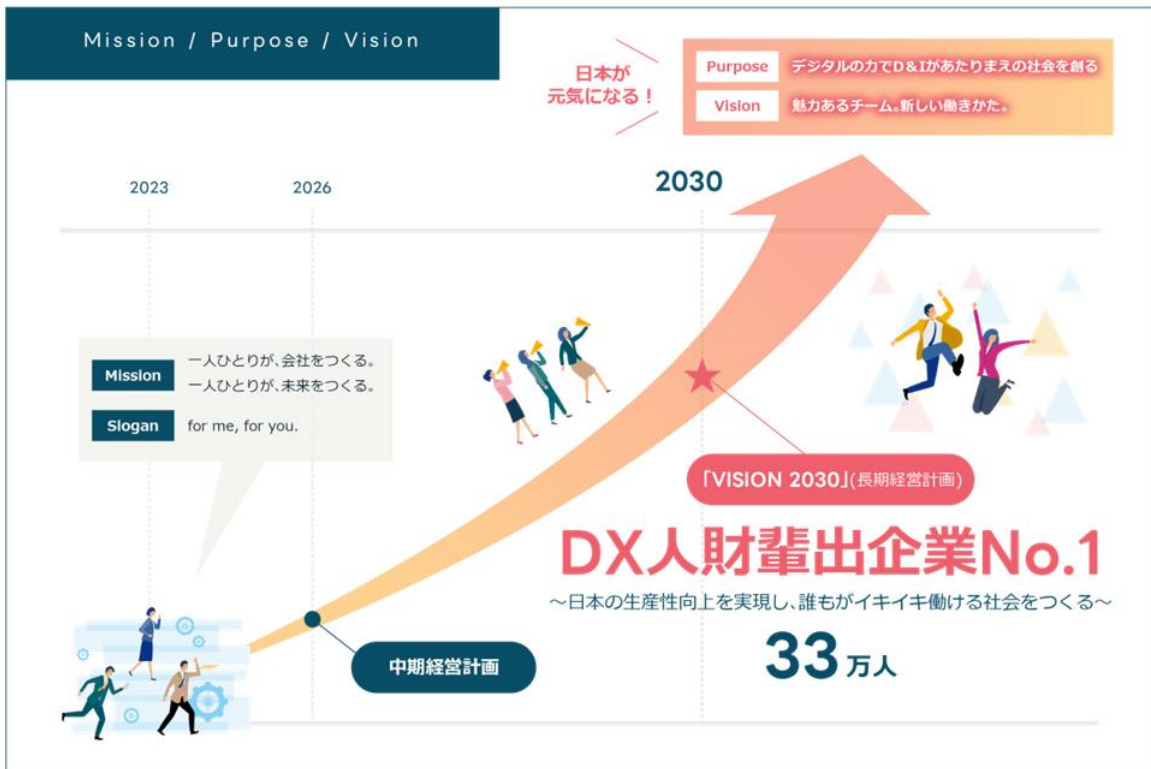 Mission / Purpose / Vision
日本が
元気になる！
Purpose デジタルの力でD&Iがあたりまえの社会を創る
Vision 魅力あるチーム。新しい働きかた。
2023 2026 2030
Mission 一人ひとりが、会社をつくる。
一人ひとりが、未来をつくる。
Slogan for me, for you.
「VISION 2030」(長期経営計画)
DX人財輩出企業No.1
～日本の生産性向上を実現し、誰もがイキイキ働ける社会をつくる～
中期経営計画
33万人